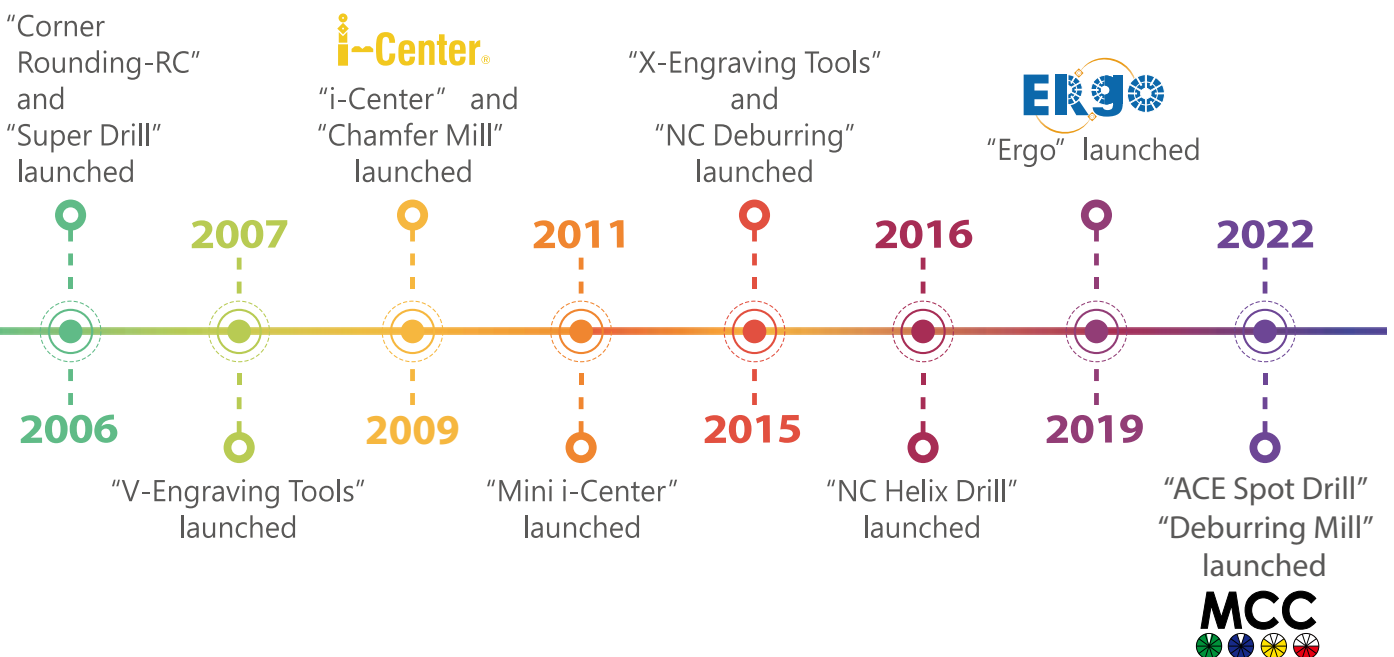 “Corner
Rounding-RC”
and
“Super Drill”
launched
2006
2007
“V-Engraving Tools”
launched
i-Center®
“i-Center” and
“Chamfer Mill”
launched
2009
2011
“Mini i-Center”
launched
“X-Engraving Tools”
and
“NC Deburring”
launched
2015
2016
“NC Helix Drill”
launched
Ergo
“Ergo” launched
2019
2022
“ACE Spot Drill”
“Deburring Mill”
launched
MCC